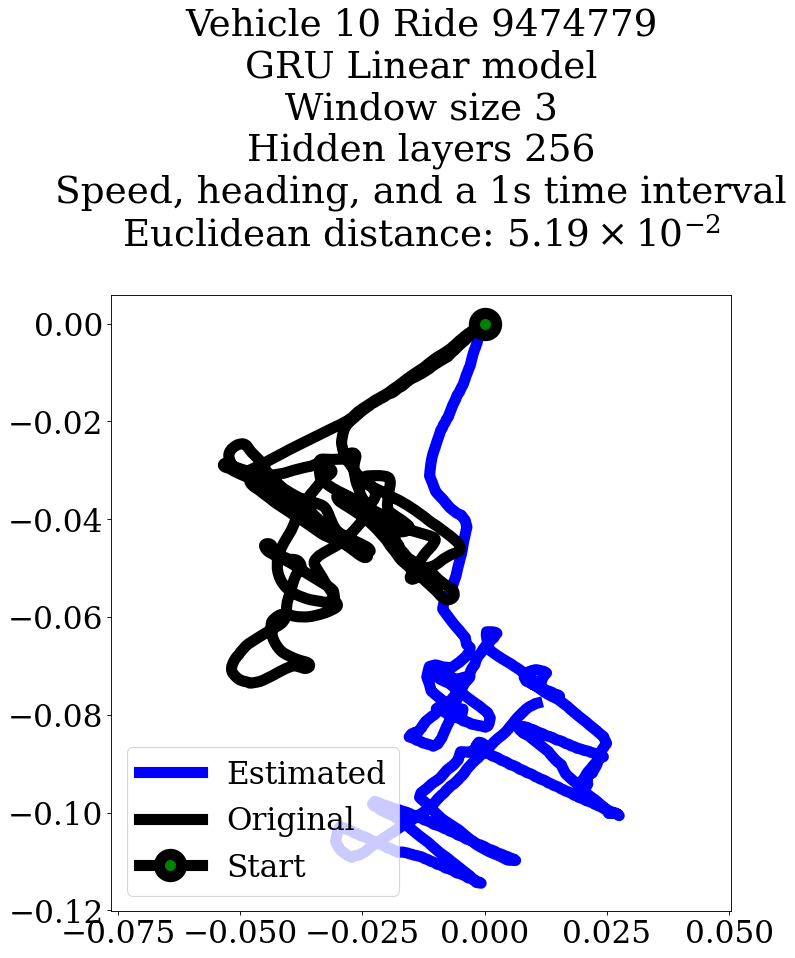 Vehicle 10 Ride 9474779
GRU Linear model
Window size 3
Hidden layers 256
Speed, heading, and a 1s time interval
Euclidean distance: 5.19 × 10⁻²
0.00
−0.02
−0.04
−0.06
−0.08
−0.10
−0.12
Estimated
Original
Start
−0.075 −0.050 −0.025 0.000 0.025 0.050